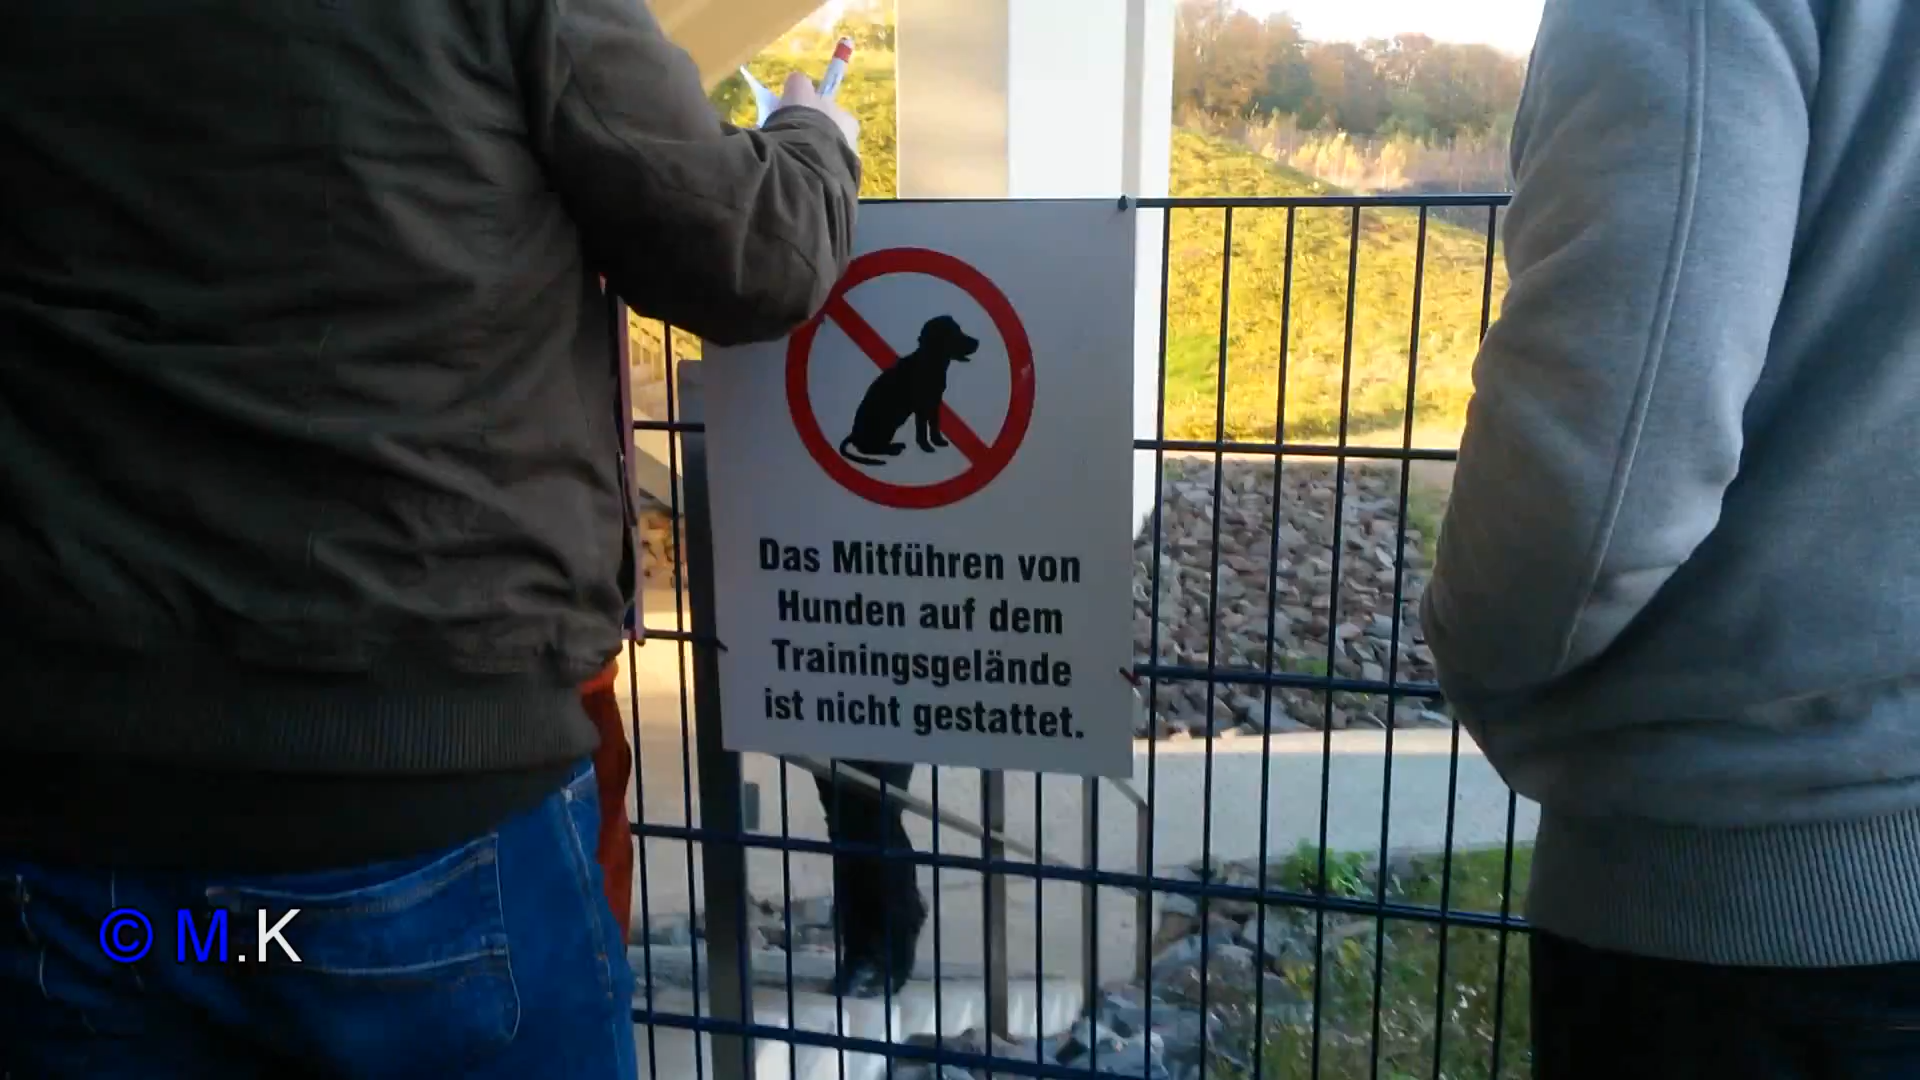 Das Mitführen von
Hunden auf dem
Trainingsgelände
ist nicht gestattet.
© M.K